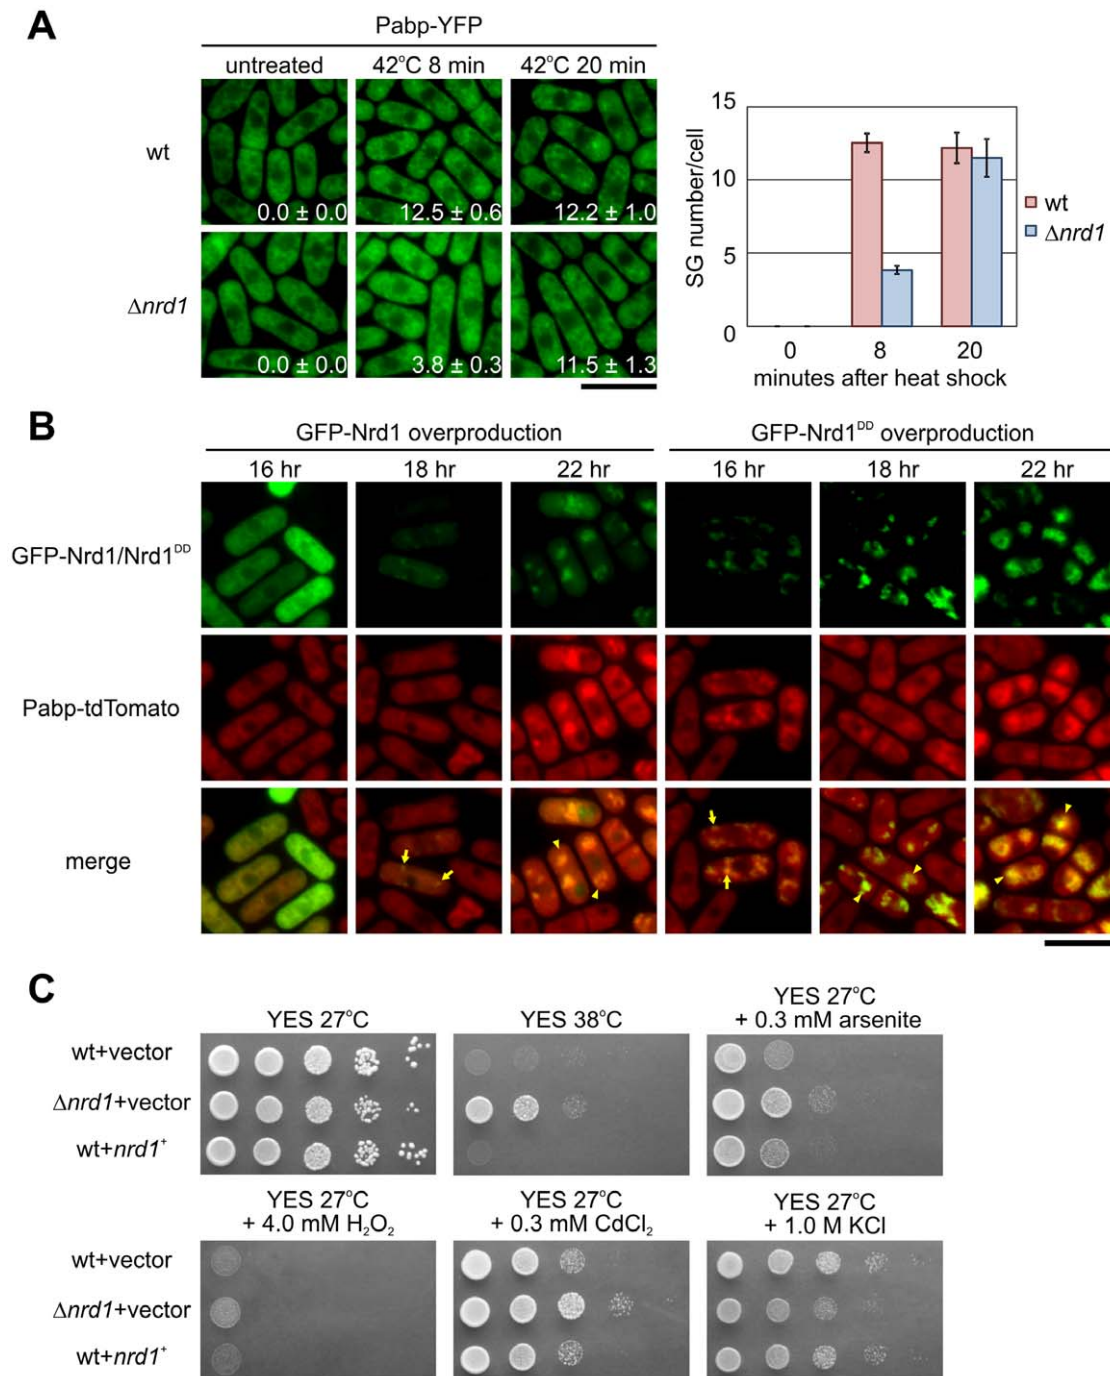 A
Pabp-YFP
untreated
42°C 8 min
42°C 20 min
wt
0.0 ± 0.0
12.5 ± 0.6
12.2 ± 1.0
Δnrd1
0.0 ± 0.0
3.8 ± 0.3
11.5 ± 1.3
15
10
5
0
SG number/cell
0
8
20
minutes after heat shock
wt
Δnrd1
B
GFP-Nrd1 overproduction
GFP-Nrd1ᴰᴰ overproduction
16 hr
18 hr
22 hr
16 hr
18 hr
22 hr
GFP-Nrd1/Nrd1ᴰᴰ
Pabp-tdTomato
merge
C
YES 27°C
YES 38°C
YES 27°C
+ 0.3 mM arsenite
wt+vector
Δnrd1+vector
wt+nrd1⁺
YES 27°C
+ 4.0 mM H₂O₂
YES 27°C
+ 0.3 mM CdCl₂
YES 27°C
+ 1.0 M KCl
wt+vector
Δnrd1+vector
wt+nrd1⁺